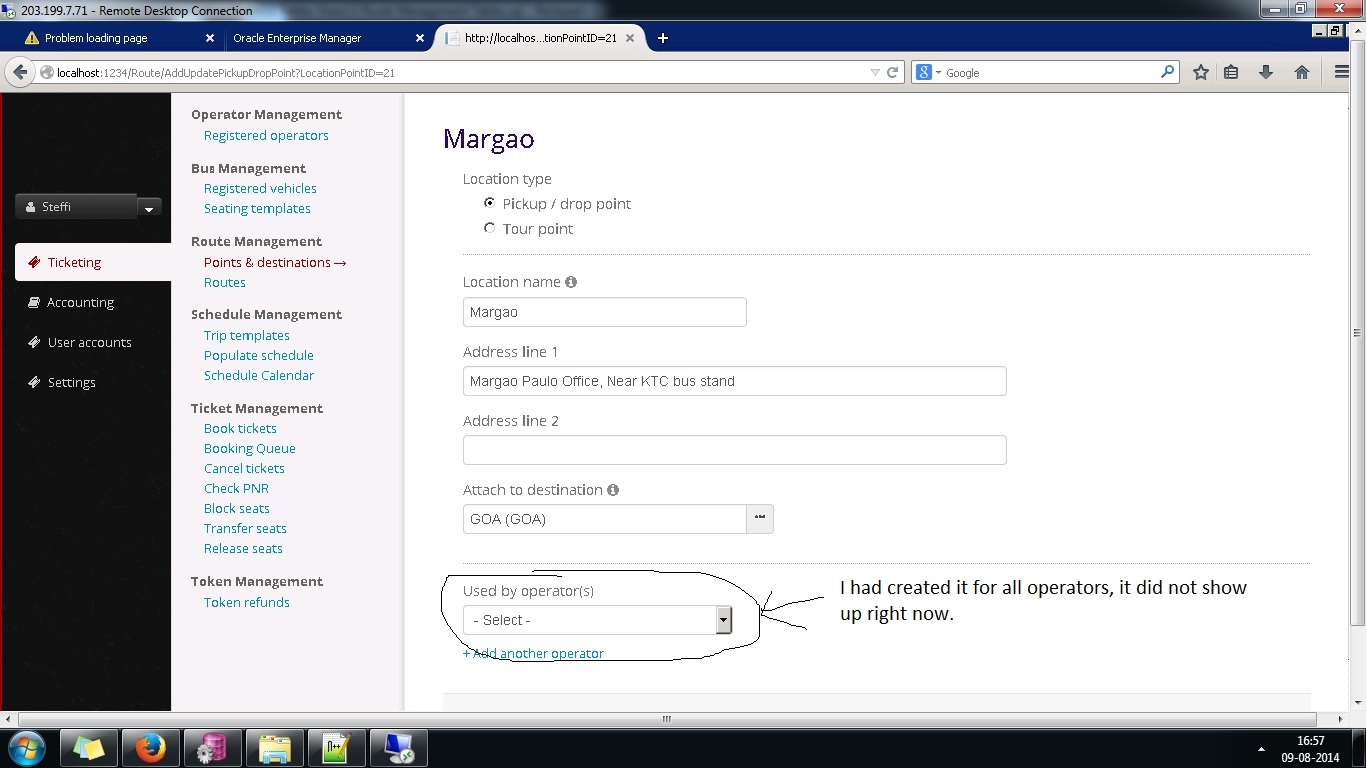 203.199.7.71 - Remote Desktop Connection
Problem loading page
Oracle Enterprise Manager
http://localhos...tionPointID=21
localhost:1234/Route/AddUpdatePickupDropPoint?LocationPointID=21
Google
Steffi
Ticketing
Accounting
User accounts
Settings
Operator Management
Registered operators
Bus Management
Registered vehicles
Seating templates
Route Management
Points & destinations →
Routes
Schedule Management
Trip templates
Populate schedule
Schedule Calendar
Ticket Management
Book tickets
Booking Queue
Cancel tickets
Check PNR
Block seats
Transfer seats
Release seats
Token Management
Token refunds
Margao
Location type
Pickup / drop point
Tour point
Location name
Margao
Address line 1
Margao Paulo Office, Near KTC bus stand
Address line 2
Attach to destination
GOA (GOA)
Used by operator(s)
- Select -
+ Add another operator
I had created it for all operators, it did not show
up right now.
16:57
09-08-2014